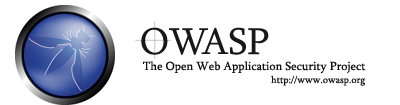 OWASP
The Open Web Application Security Project
http://www.owasp.org